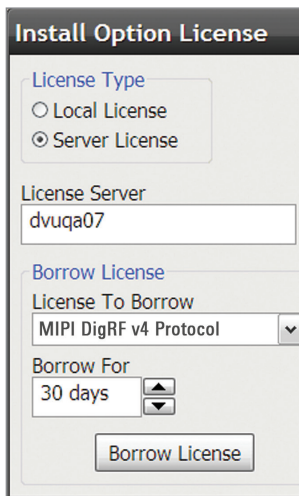 Install Option License
License Type
Local License
Server License
License Server
dvuqa07
Borrow License
License To Borrow
MIPI DigRF v4 Protocol
Borrow For
30 days
Borrow License